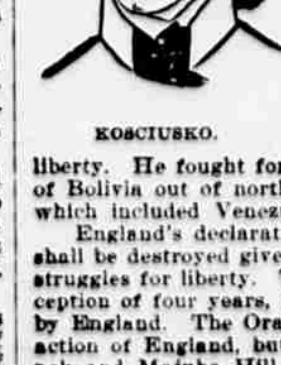 KOSCIUSKO.
liberty. He fought for
of Bolivia out of north
which included Venez
England's declarat
shall be destroyed give
struggles for liberty.
ception of four years,
by England. The Ora
action of England, but